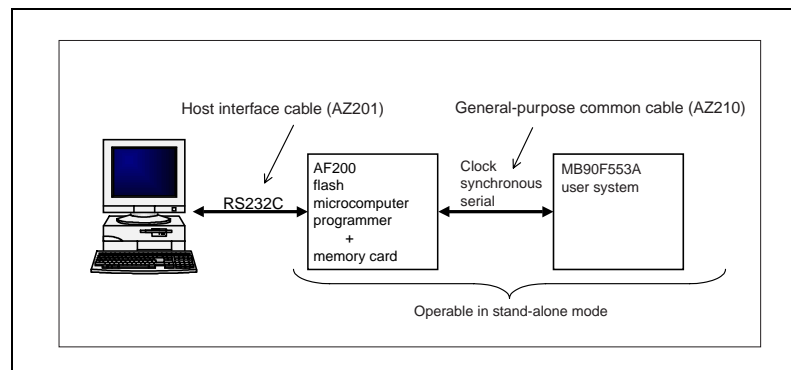 Host interface cable (AZ201)
General-purpose common cable (AZ210)
RS232C
AF200
flash
microcomputer
programmer
+
memory card
Clock
synchronous
serial
MB90F553A
user system
Operable in stand-alone mode